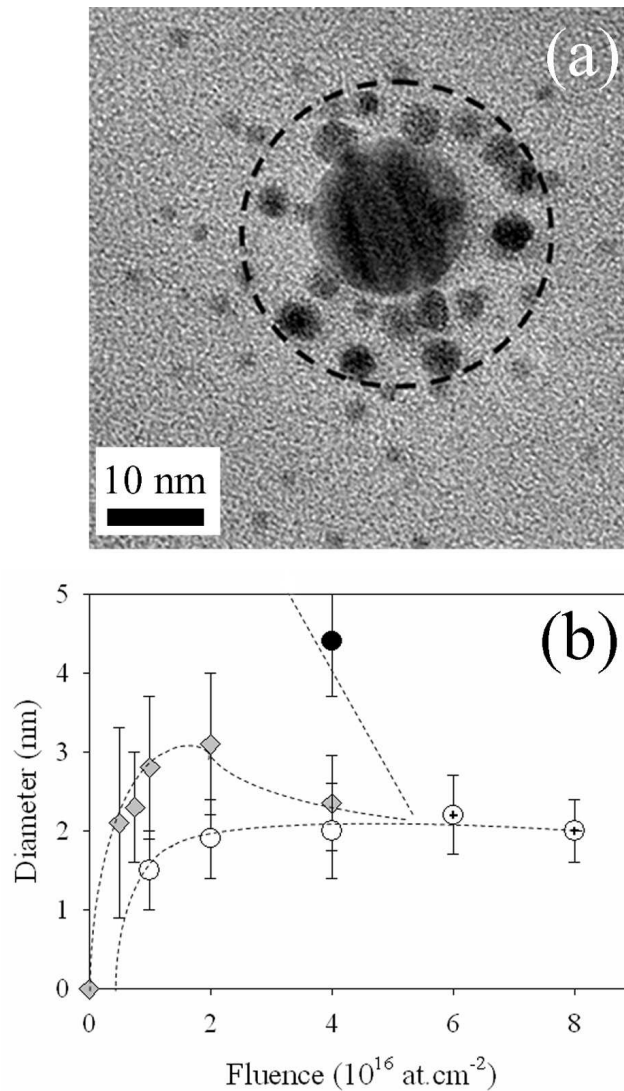 (a)
10 nm
(b)
5
4
3
2
1
0
Diameter (nm)
0 2 4 6 8
Fluence (10¹⁶ at.cm⁻²)